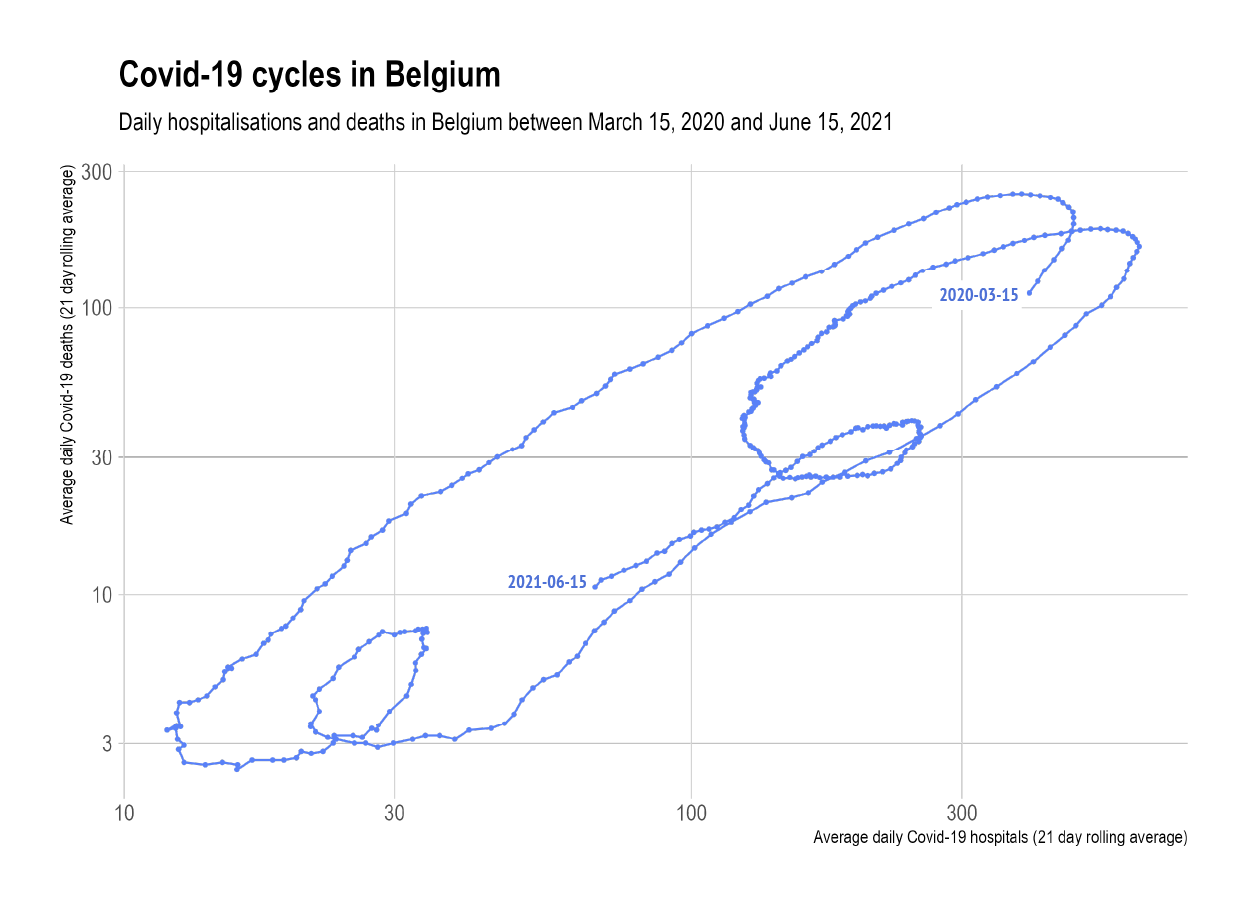 Covid-19 cycles in Belgium
Daily hospitalisations and deaths in Belgium between March 15, 2020 and June 15, 2021
Average daily Covid-19 deaths (21 day rolling average)
300
100
30
10
3
2020-03-15
2021-06-15
10
30
100
300
Average daily Covid-19 hospitals (21 day rolling average)